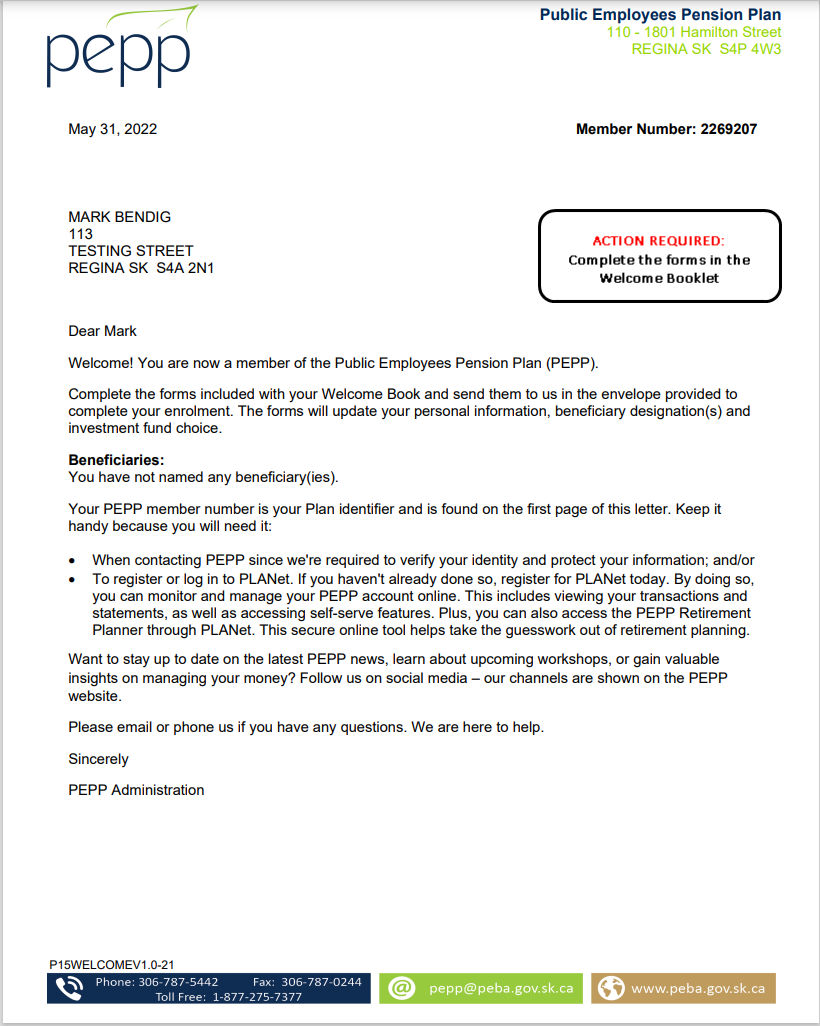 pepp
Public Employees Pension Plan
110 - 1801 Hamilton Street
REGINA SK  S4P 4W3
May 31, 2022
Member Number: 2269207
MARK BENDIG
113
TESTING STREET
REGINA SK  S4A 2N1
ACTION REQUIRED:
Complete the forms in the
Welcome Booklet
Dear Mark
Welcome! You are now a member of the Public Employees Pension Plan (PEPP).
Complete the forms included with your Welcome Book and send them to us in the envelope provided to
complete your enrolment. The forms will update your personal information, beneficiary designation(s) and
investment fund choice.
Beneficiaries:
You have not named any beneficiary(ies).
Your PEPP member number is your Plan identifier and is found on the first page of this letter. Keep it
handy because you will need it:
• When contacting PEPP since we're required to verify your identity and protect your information; and/or
• To register or log in to PLANet. If you haven't already done so, register for PLANet today. By doing so,
you can monitor and manage your PEPP account online. This includes viewing your transactions and
statements, as well as accessing self-serve features. Plus, you can also access the PEPP Retirement
Planner through PLANet. This secure online tool helps take the guesswork out of retirement planning.
Want to stay up to date on the latest PEPP news, learn about upcoming workshops, or gain valuable
insights on managing your money? Follow us on social media – our channels are shown on the PEPP
website.
Please email or phone us if you have any questions. We are here to help.
Sincerely
PEPP Administration
P15WELCOMEV1.0-21
Phone: 306-787-5442 Fax: 306-787-0244
Toll Free: 1-877-275-7377
pepp@peba.gov.sk.ca
www.peba.gov.sk.ca